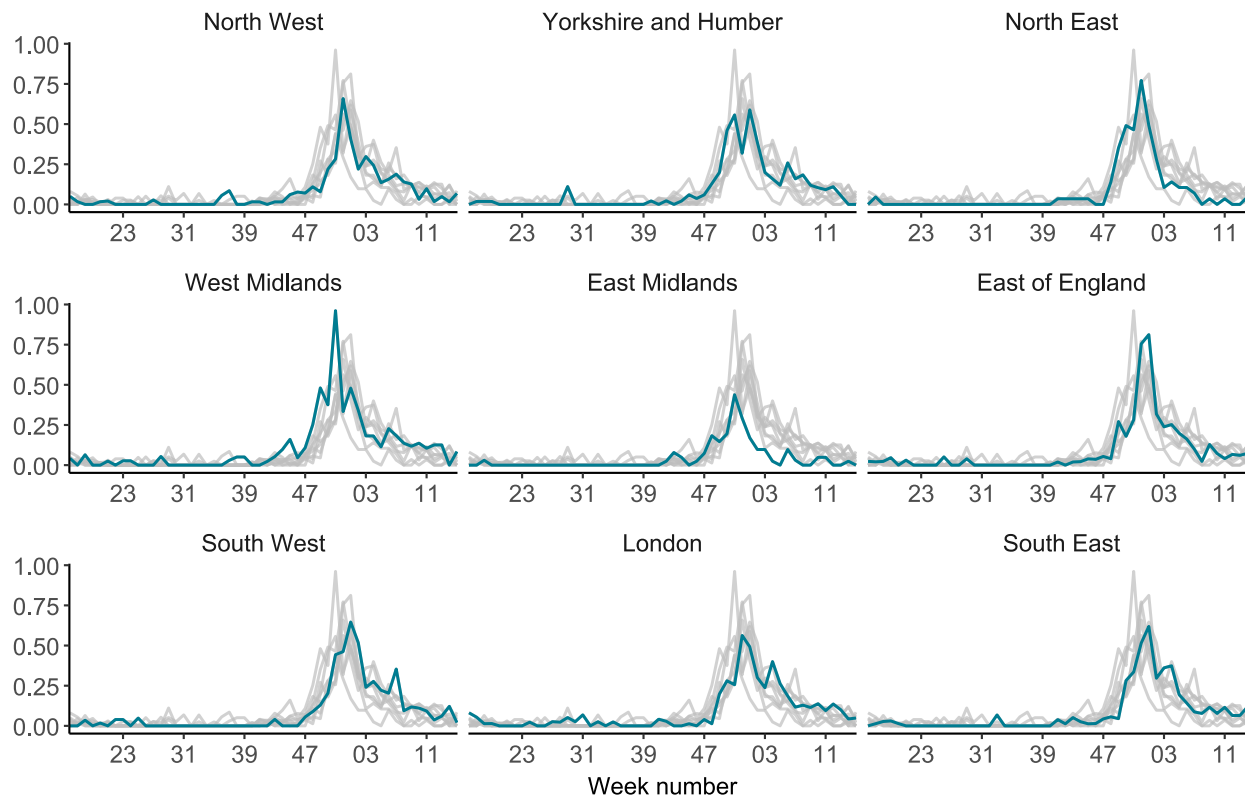 North West Yorkshire and Humber North East
1.00
0.75
0.50
0.25
0.00
23 31 39 47 03 11 23 31 39 47 03 11 23 31 39 47 03 11
West Midlands East Midlands East of England
1.00
0.75
0.50
0.25
0.00
23 31 39 47 03 11 23 31 39 47 03 11 23 31 39 47 03 11
South West London South East
1.00
0.75
0.50
0.25
0.00
23 31 39 47 03 11 23 31 39 47 03 11 23 31 39 47 03 11
Week number